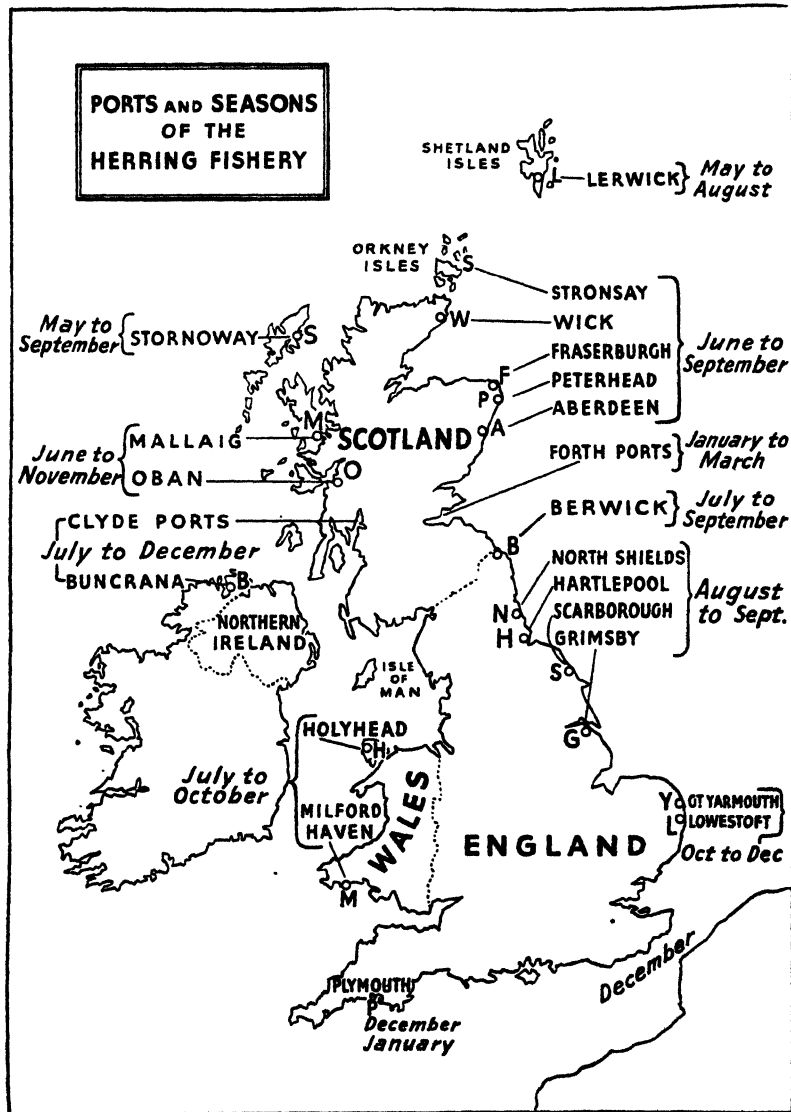 PORTS AND SEASONS
OF THE
HERRING FISHERY
SHETLAND
ISLES
L
LERWICK
May to
August
ORKNEY
ISLES
S
STRONSAY
W
WICK
F
FRASERBURGH
P
PETERHEAD
A
ABERDEEN
June to
September
May to
September
STORNOWAY
S
M
MALLAIG
SCOTLAND
June to
November
OBAN
O
FORTH PORTS
January to
March
BERWICK
July to
September
B
CLYDE PORTS
July to December
BUNCRANA
B
NORTH SHIELDS
HARTLEPOOL
SCARBOROUGH
GRIMSBY
August
to Sept.
N
H
S
G
NORTHERN
IRELAND
ISLE
OF
MAN
HOLYHEAD
H
July to
October
MILFORD
HAVEN
M
WALES
ENGLAND
Y
GT YARMOUTH
L
LOWESTOFT
Oct to Dec
December
PLYMOUTH
P
December
January